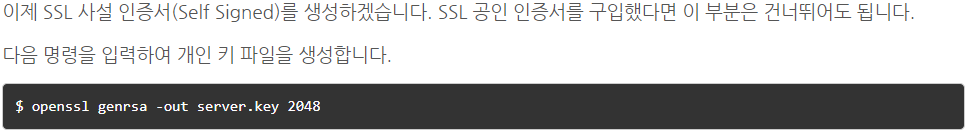 이제 SSL 사설 인증서(Self Signed)를 생성하겠습니다. SSL 공인 인증서를 구입했다면 이 부분은 건너뛰어도 됩니다.
다음 명령을 입력하여 개인 키 파일을 생성합니다.
$ openssl genrsa -out server.key 2048